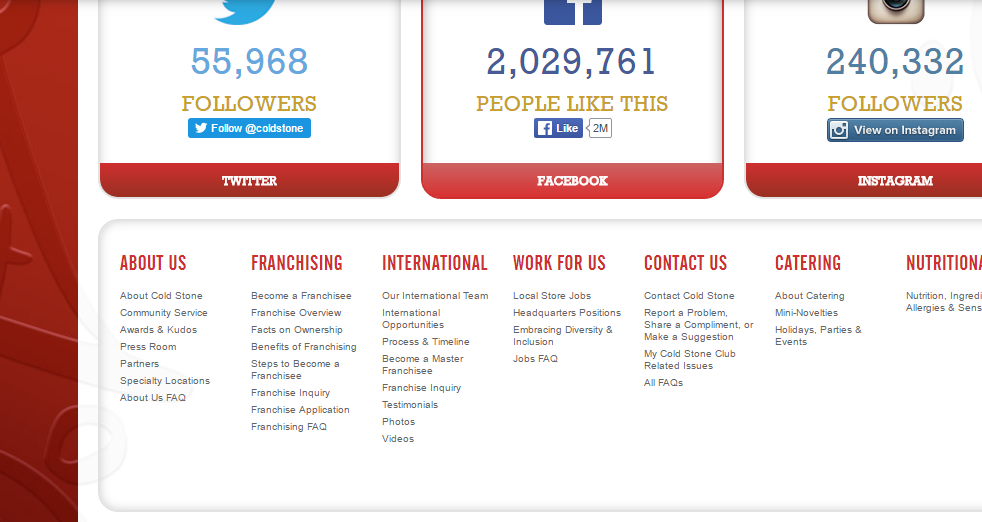 55,968
FOLLOWERS
Follow @coldstone
TWITTER
2,029,761
PEOPLE LIKE THIS
Like 2M
FACEBOOK
240,332
FOLLOWERS
View on Instagram
INSTAGRAM
ABOUT US
About Cold Stone
Community Service
Awards & Kudos
Press Room
Partners
Specialty Locations
About Us FAQ
FRANCHISING
Become a Franchisee
Franchise Overview
Facts on Ownership
Benefits of Franchising
Steps to Become a
Franchisee
Franchise Inquiry
Franchise Application
Franchising FAQ
INTERNATIONAL
Our International Team
International
Opportunities
Process & Timeline
Become a Master
Franchisee
Franchise Inquiry
Testimonials
Photos
Videos
WORK FOR US
Local Store Jobs
Headquarters Positions
Embracing Diversity &
Inclusion
Jobs FAQ
CONTACT US
Contact Cold Stone
Report a Problem,
Share a Compliment, or
Make a Suggestion
My Cold Stone Club
Related Issues
All FAQs
CATERING
About Catering
Mini-Novelties
Holidays, Parties &
Events
NUTRITIONA
Nutrition, Ingredi
Allergies & Sens